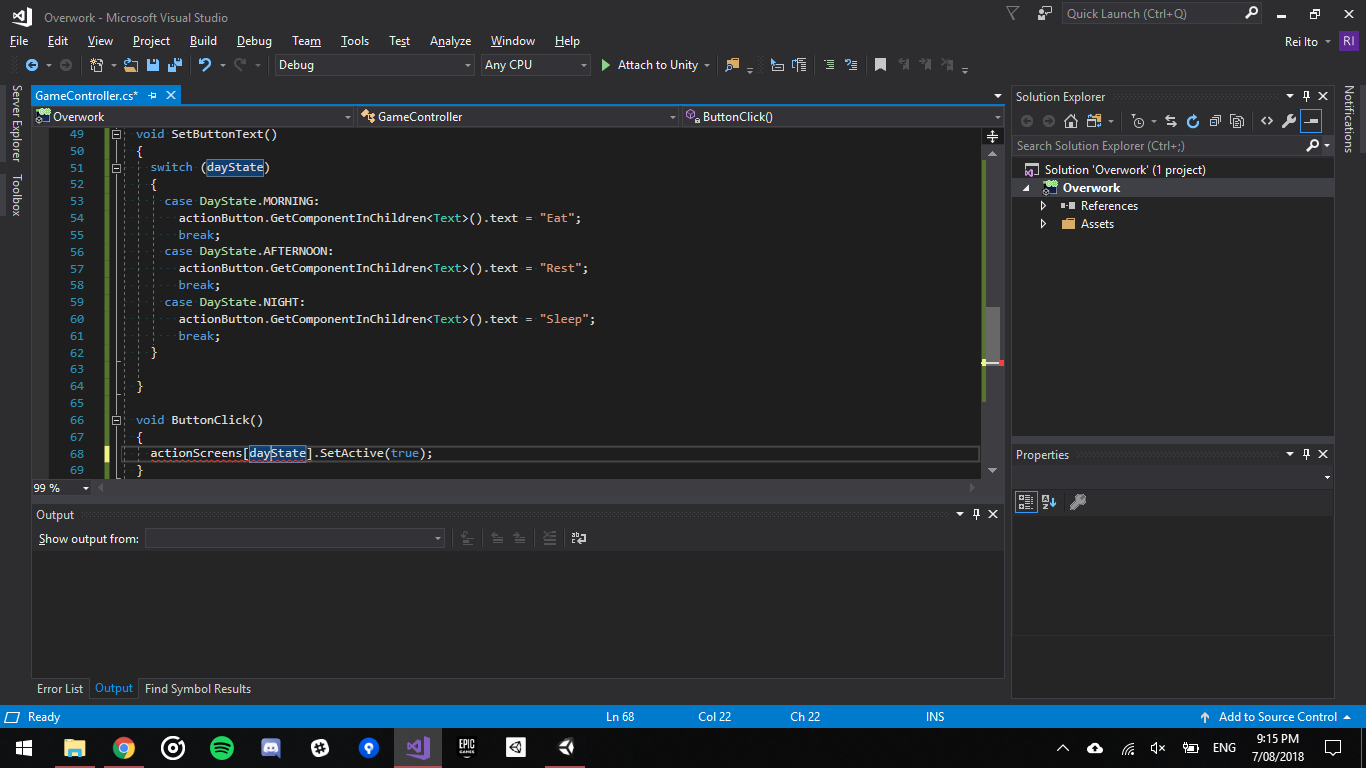 Overwork - Microsoft Visual Studio
Quick Launch (Ctrl+Q)
File Edit View Project Build Debug Team Tools Test Analyze Window Help
Rei Ito RI
Debug Any CPU Attach to Unity
Server Explorer
Toolbox
GameController.cs*
Overwork GameController ButtonClick()
49 void SetButtonText()
50 {
51 switch (dayState)
52 {
53 case DayState.MORNING:
54 actionButton.GetComponentInChildren<Text>().text = "Eat";
55 break;
56 case DayState.AFTERNOON:
57 actionButton.GetComponentInChildren<Text>().text = "Rest";
58 break;
59 case DayState.NIGHT:
60 actionButton.GetComponentInChildren<Text>().text = "Sleep";
61 break;
62 }
63
64 }
65
66 void ButtonClick()
67 {
68 actionScreens[dayState].SetActive(true);
69 }
99 %
Output
Show output from:
Error List Output Find Symbol Results
Solution Explorer
Search Solution Explorer (Ctrl+;)
Solution 'Overwork' (1 project)
Overwork
References
Assets
Properties
Notifications
Ready Ln 68 Col 22 Ch 22 INS Add to Source Control
EPIC GAMES
ENG
9:15 PM
7/08/2018